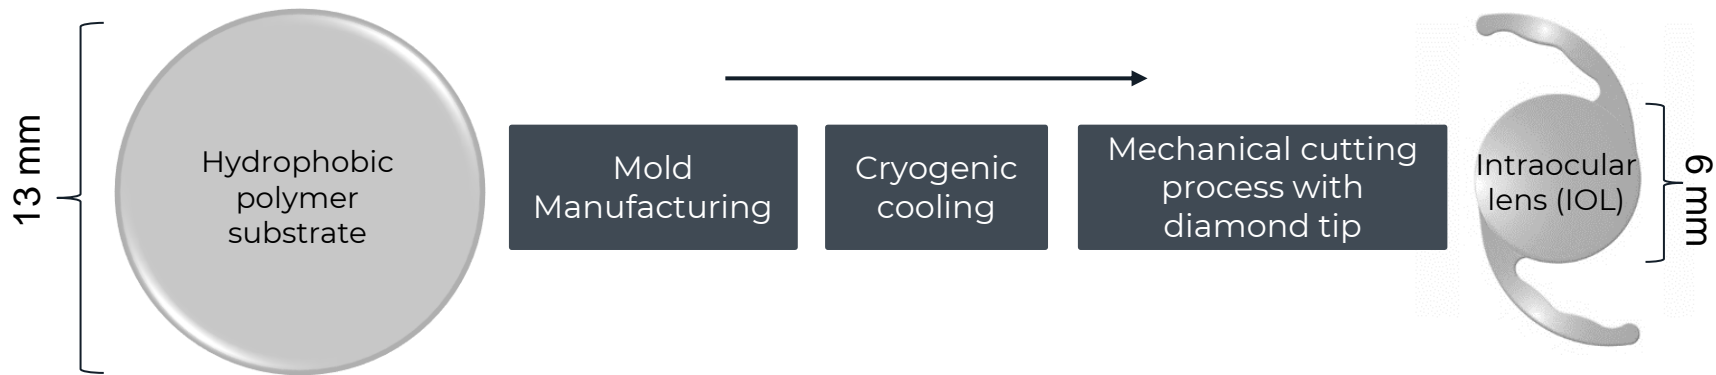 13 mm
Hydrophobic
polymer
substrate
Mold
Manufacturing
Cryogenic
cooling
Mechanical cutting
process with
diamond tip
Intraocular
lens (IOL)
6 mm